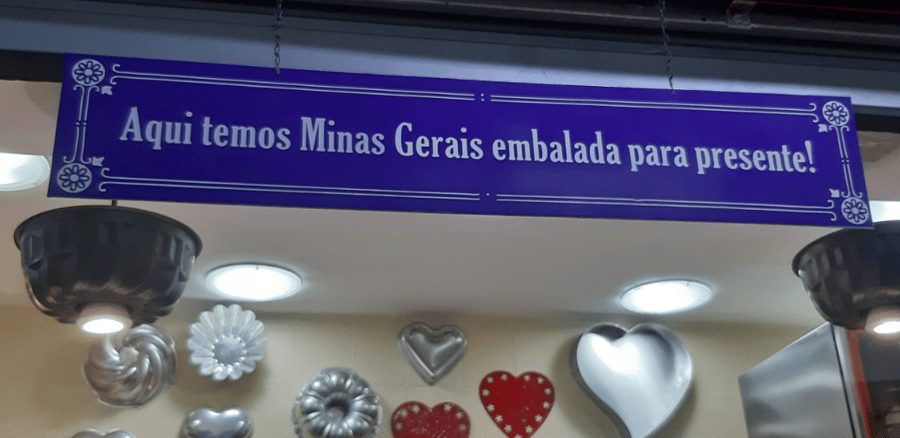 Aqui temos Minas Gerais embalada para presente!